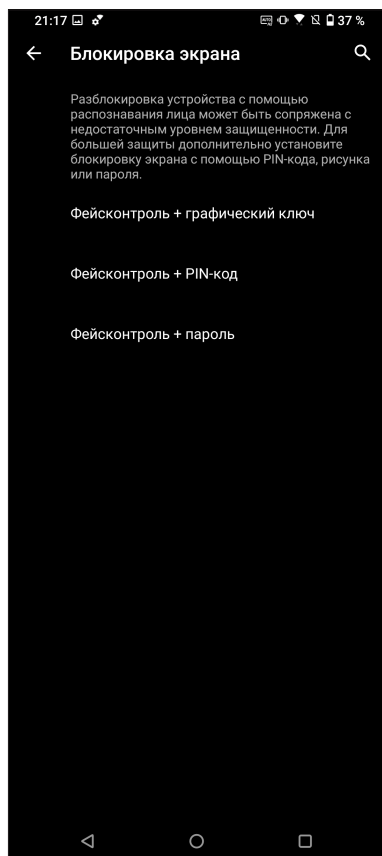 21:17 37 %
Блокировка экрана
Разблокировка устройства с помощью
распознавания лица может быть сопряжена с
недостаточным уровнем защищенности. Для
большей защиты дополнительно установите
блокировку экрана с помощью PIN-кода, рисунка
или пароля.
Фейсконтроль + графический ключ
Фейсконтроль + PIN-код
Фейсконтроль + пароль